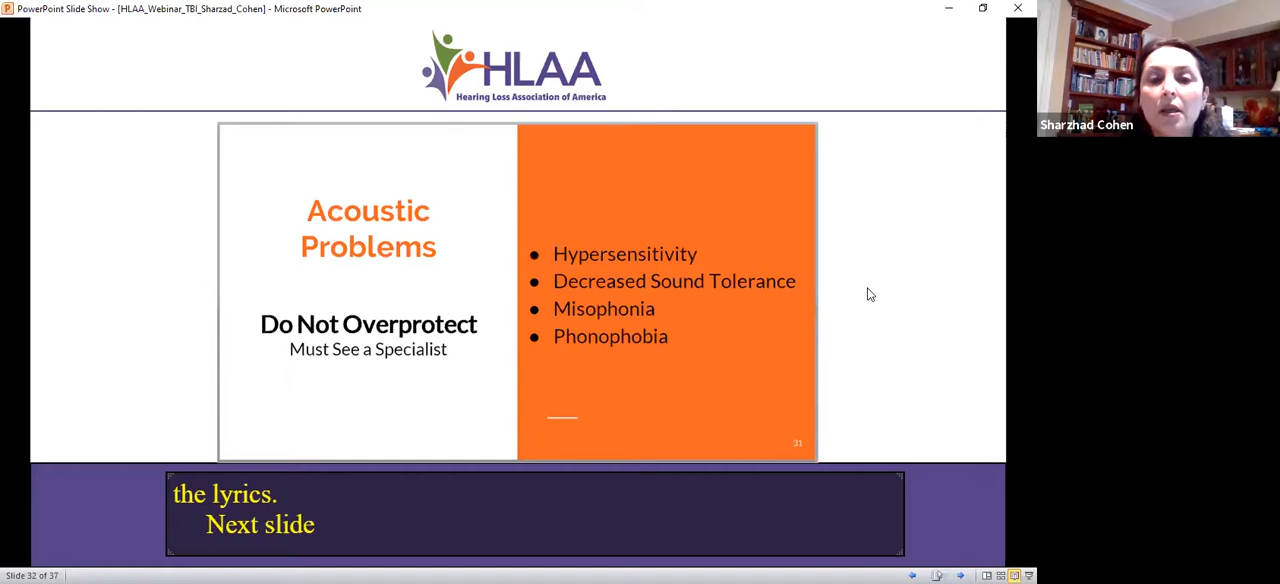 PowerPoint Slide Show - [HLAA_Webinar_TBI_Sharzad_Cohen] - Microsoft PowerPoint
HLAA
Hearing Loss Association of America
Sharzhad Cohen
Acoustic
Problems
Do Not Overprotect
Must See a Specialist
● Hypersensitivity
● Decreased Sound Tolerance
● Misophonia
● Phonophobia
31
the lyrics.
Next slide
Slide 32 of 37